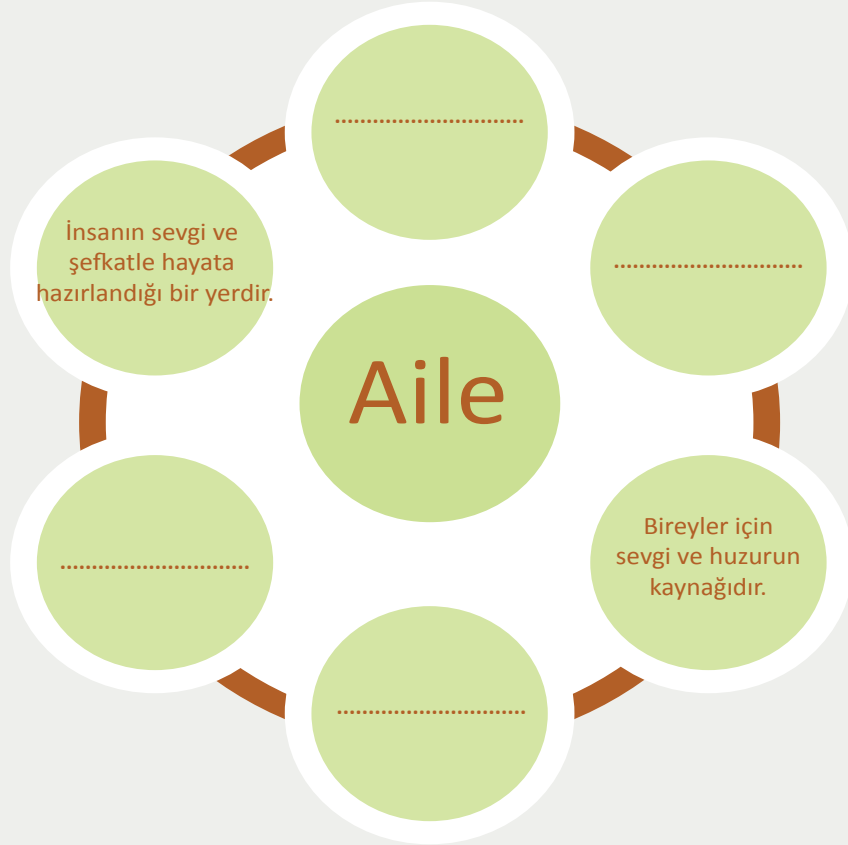 ..............................
İnsanın sevgi ve
şefkatle hayata
hazırlandığı bir yerdir.
..............................
Aile
..............................
Bireyler için
sevgi ve huzurun
kaynağıdır.
..............................